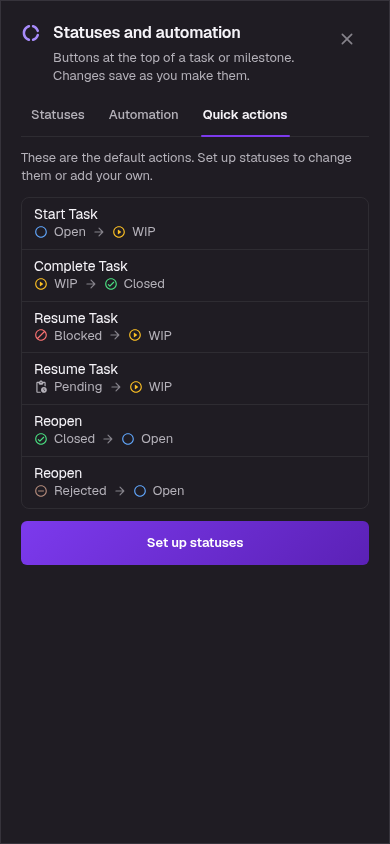 Statuses and automation
Buttons at the top of a task or milestone.
Changes save as you make them.
Statuses Automation Quick actions
These are the default actions. Set up statuses to change
them or add your own.
Start Task
Open → WIP
Complete Task
WIP → Closed
Resume Task
Blocked → WIP
Resume Task
Pending → WIP
Reopen
Closed → Open
Reopen
Rejected → Open
Set up statuses